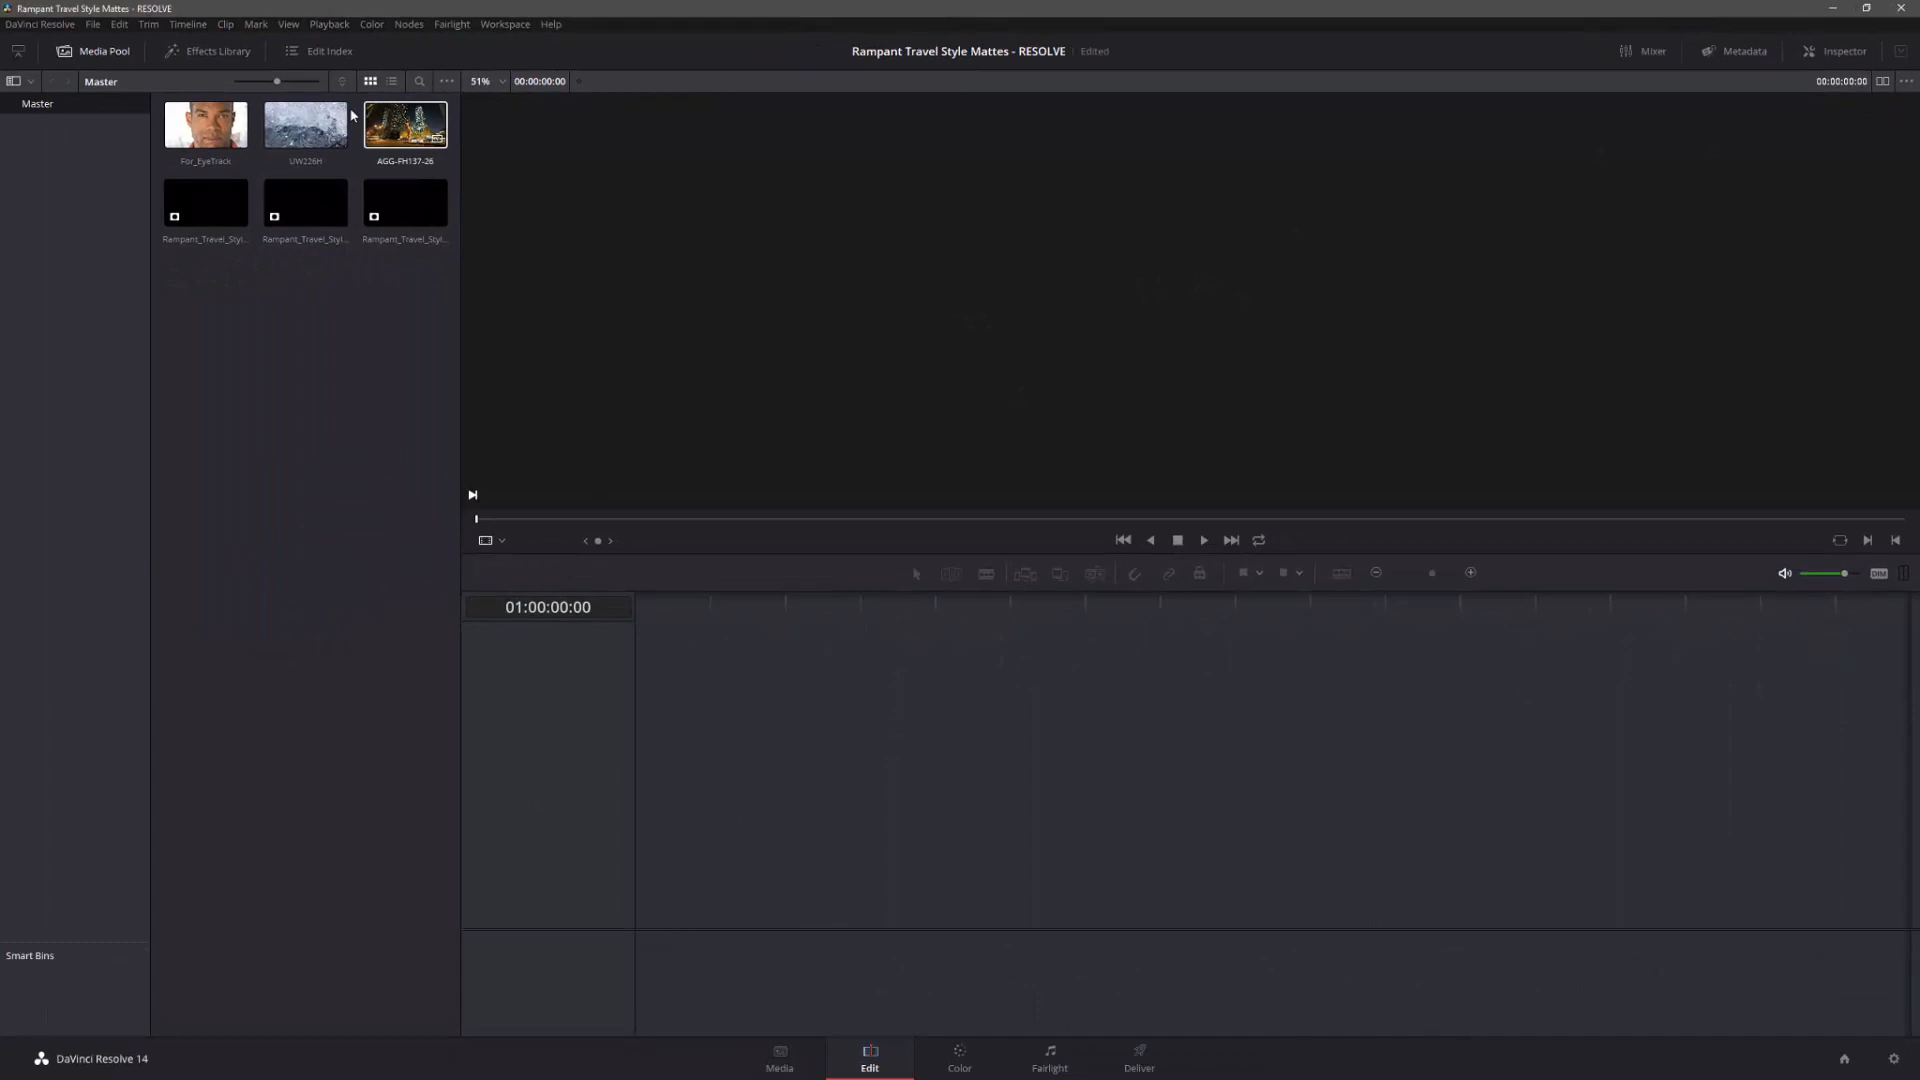 Rampant Travel Style Mattes - RESOLVE
DaVinci Resolve File Edit Trim Timeline Clip Mark View Playback Color Nodes Fairlight Workspace Help
Media Pool Effects Library Edit Index Rampant Travel Style Mattes - RESOLVE Edited Mixer Metadata Inspector
Master 51% 00:00:00:00 00:00:00:00
Master
For_EyeTrack UW226H AGG-FH137-26
Rampant_Travel_Styl... Rampant_Travel_Styl... Rampant_Travel_Styl...
DIM
01:00:00:00
Smart Bins
DaVinci Resolve 14
Media Edit Color Fairlight Deliver